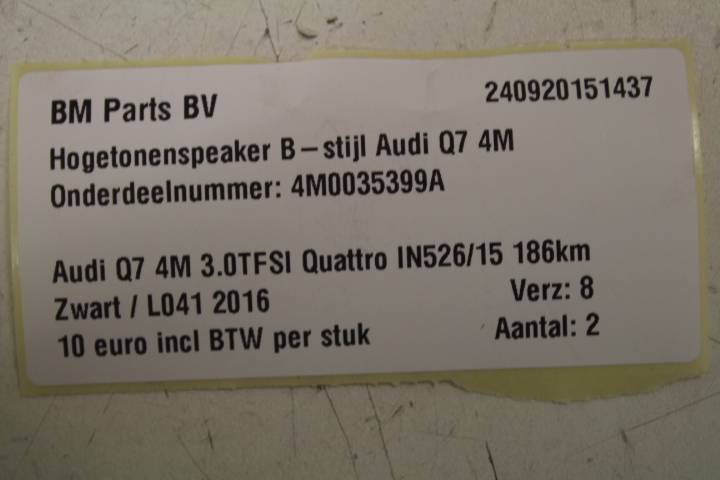 BM Parts BV 240920151437
Hogetonenspeaker B-stijl Audi Q7 4M
Onderdeelnummer: 4M0035399A
Audi Q7 4M 3.0TFSI Quattro IN526/15 186km
Zwart / L041 2016 Verz: 8
10 euro incl BTW per stuk Aantal: 2